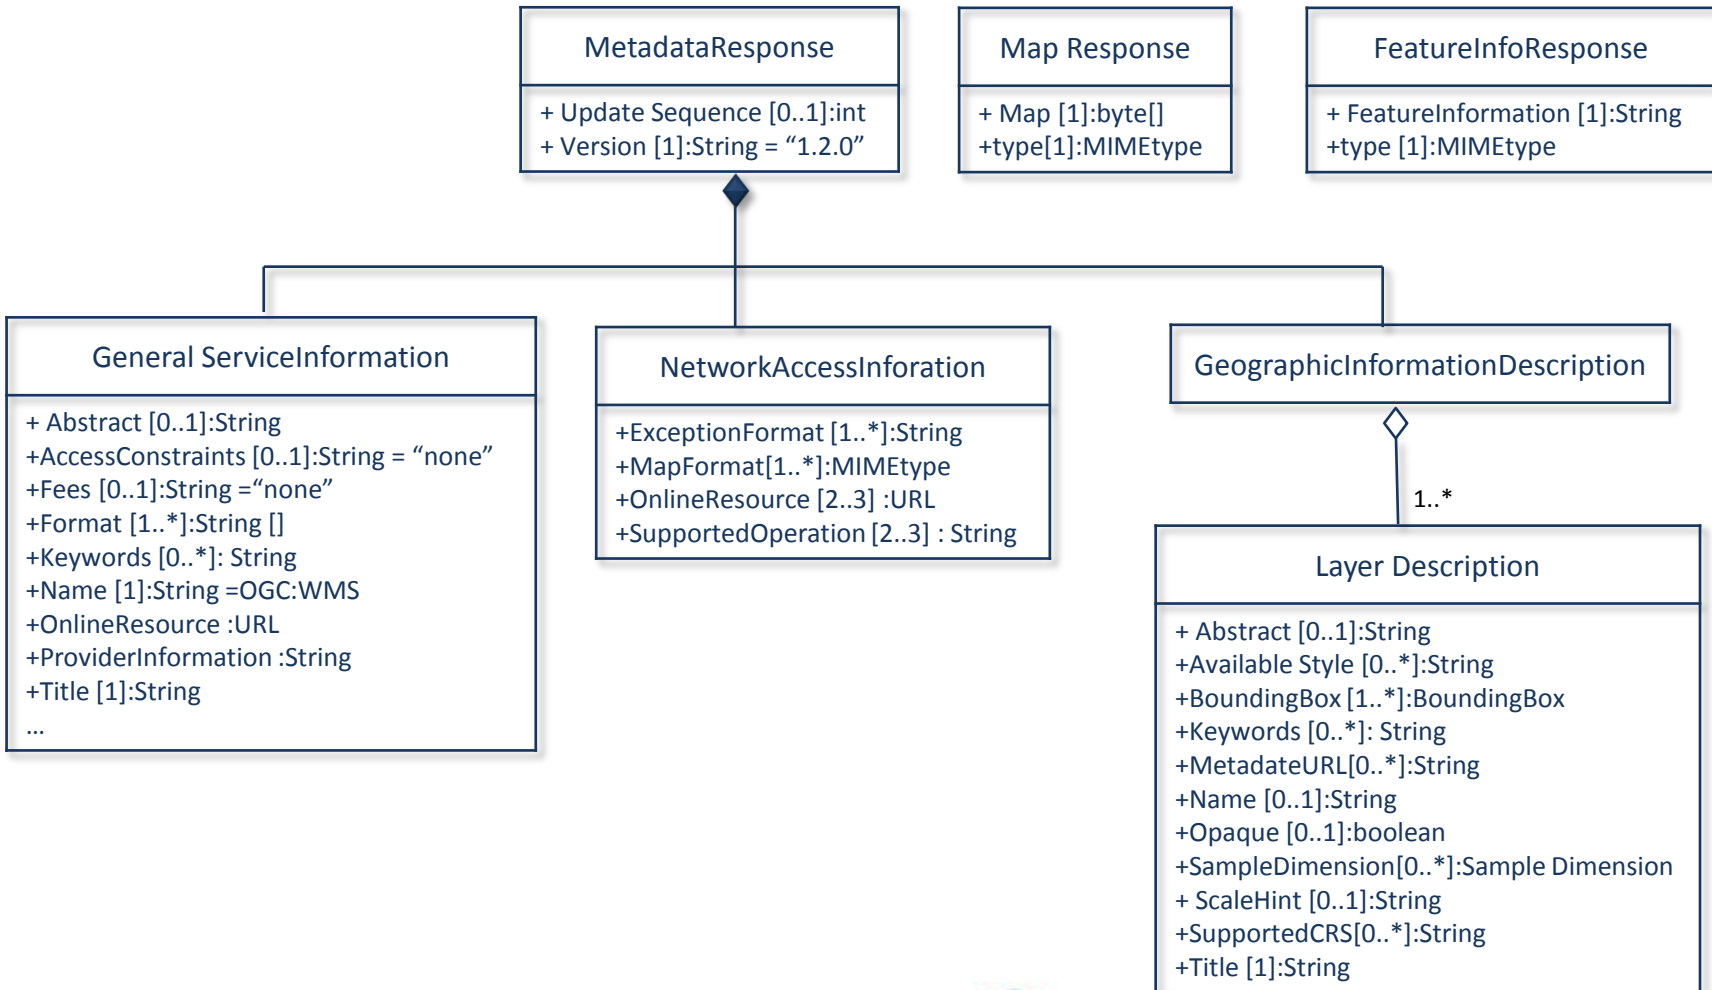 MetadataResponse
+ Update Sequence [0..1]:int
+ Version [1]:String = “1.2.0”
Map Response
+ Map [1]:byte[]
+type[1]:MIMEtype
FeatureInfoResponse
+ FeatureInformation [1]:String
+type [1]:MIMEtype
General ServiceInformation
+ Abstract [0..1]:String
+AccessConstraints [0..1]:String = “none”
+Fees [0..1]:String =“none”
+Format [1..*]:String []
+Keywords [0..*]: String
+Name [1]:String =OGC:WMS
+OnlineResource :URL
+ProviderInformation :String
+Title [1]:String
...
NetworkAccessInforation
+ExceptionFormat [1..*]:String
+MapFormat[1..*]:MIMEtype
+OnlineResource [2..3] :URL
+SupportedOperation [2..3] : String
GeographicInformationDescription
1..*
Layer Description
+ Abstract [0..1]:String
+Available Style [0..*]:String
+BoundingBox [1..*]:BoundingBox
+Keywords [0..*]: String
+MetadateURL[0..*]:String
+Name [0..1]:String
+Opaque [0..1]:boolean
+SampleDimension[0..*]:Sample Dimension
+ ScaleHint [0..1]:String
+SupportedCRS[0..*]:String
+Title [1]:String